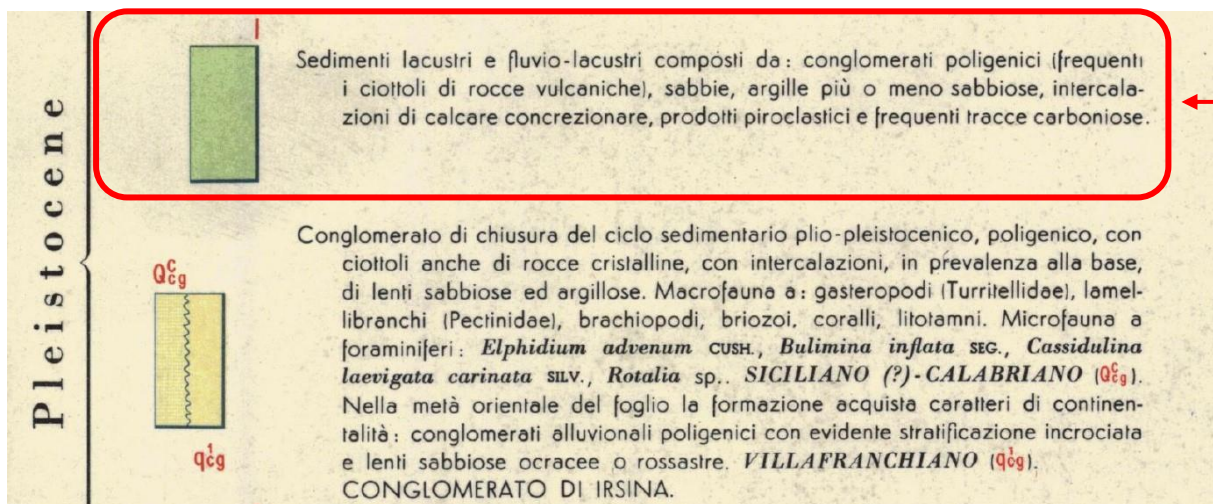 Pleistocene
l
Sedimenti lacustri e fluvio-lacustri composti da: conglomerati poligenici (frequenti
i ciottoli di rocce vulcaniche), sabbie, argille più o meno sabbiose, intercala-
zioni di calcare concrezionare, prodotti piroclastici e frequenti tracce carboniose.
Qᶜcg
q¹cg
Conglomerato di chiusura del ciclo sedimentario plio-pleistocenico, poligenico, con
ciottoli anche di rocce cristalline, con intercalazioni, in prevalenza alla base,
di lenti sabbiose ed argillose. Macrofauna a: gasteropodi (Turritellidae), lamel-
libranchi (Pectinidae), brachiopodi, briozoi, coralli, litotamni. Microfauna a
foraminiferi: Elphidium advenum CUSH., Bulimina inflata SEG., Cassidulina
laevigata carinata SILV., Rotalia sp.. SICILIANO (?)-CALABRIANO (Qᶜcg).
Nella metà orientale del foglio la formazione acquista caratteri di continen-
talità: conglomerati alluvionali poligenici con evidente stratificazione incrociata
e lenti sabbiose ocracee o rossastre. VILLAFRANCHIANO (q¹cg).
CONGLOMERATO DI IRSINA.